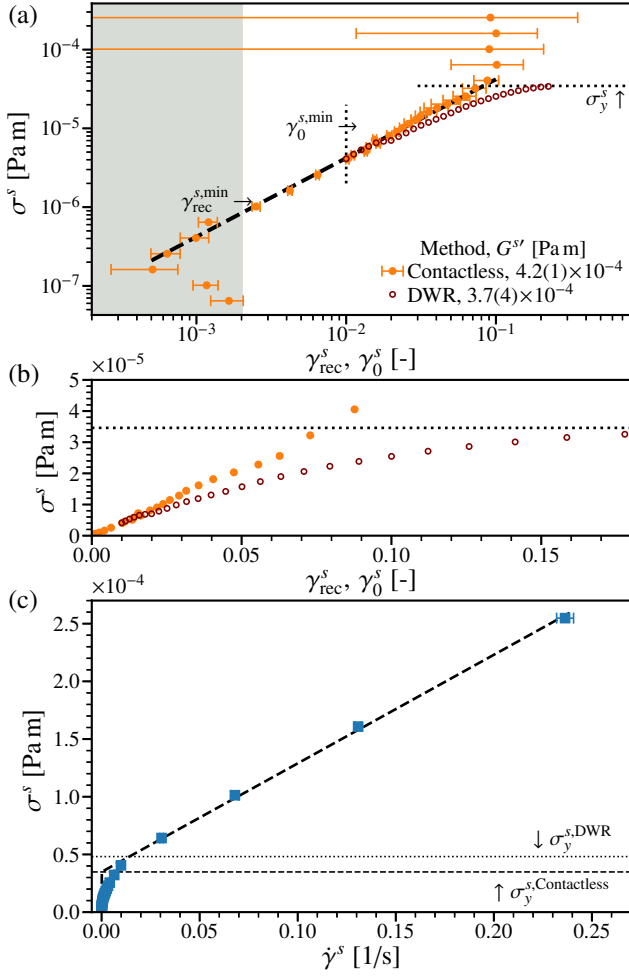 (a)
10⁻⁴
10⁻⁵
10⁻⁶
10⁻⁷
σˢ [Pa m]
σ_y^s ↑
γ_0^{s,min} →
γ_rec^{s,min} →
Method, G^{s}′ [Pa m]
Contactless, 4.2(1)×10⁻⁴
DWR, 3.7(4)×10⁻⁴
10⁻³ 10⁻² 10⁻¹
γ_rec^s, γ_0^s [-]
(b)
×10⁻⁵
5
4
3
2
1
0
σˢ [Pa m]
0.00 0.05 0.10 0.15
γ_rec^s, γ_0^s [-]
(c)
×10⁻⁴
2.5
2.0
1.5
1.0
0.5
0.0
σˢ [Pa m]
↓ σ_y^{s,DWR}
↑ σ_y^{s,Contactless}
0.00 0.05 0.10 0.15 0.20 0.25
γ̇ˢ [1/s]